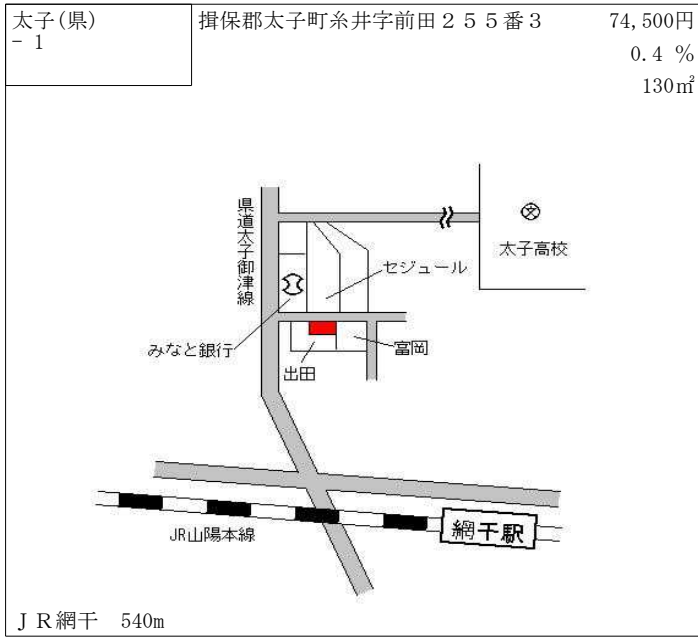 太子(県)
- 1
揖保郡太子町糸井字前田２５５番３
74,500円
0.4 %
130㎡
県道太子御津線
文
太子高校
セジュール
みなと銀行
出田
富岡
JR山陽本線
網干駅
ＪＲ網干 540m